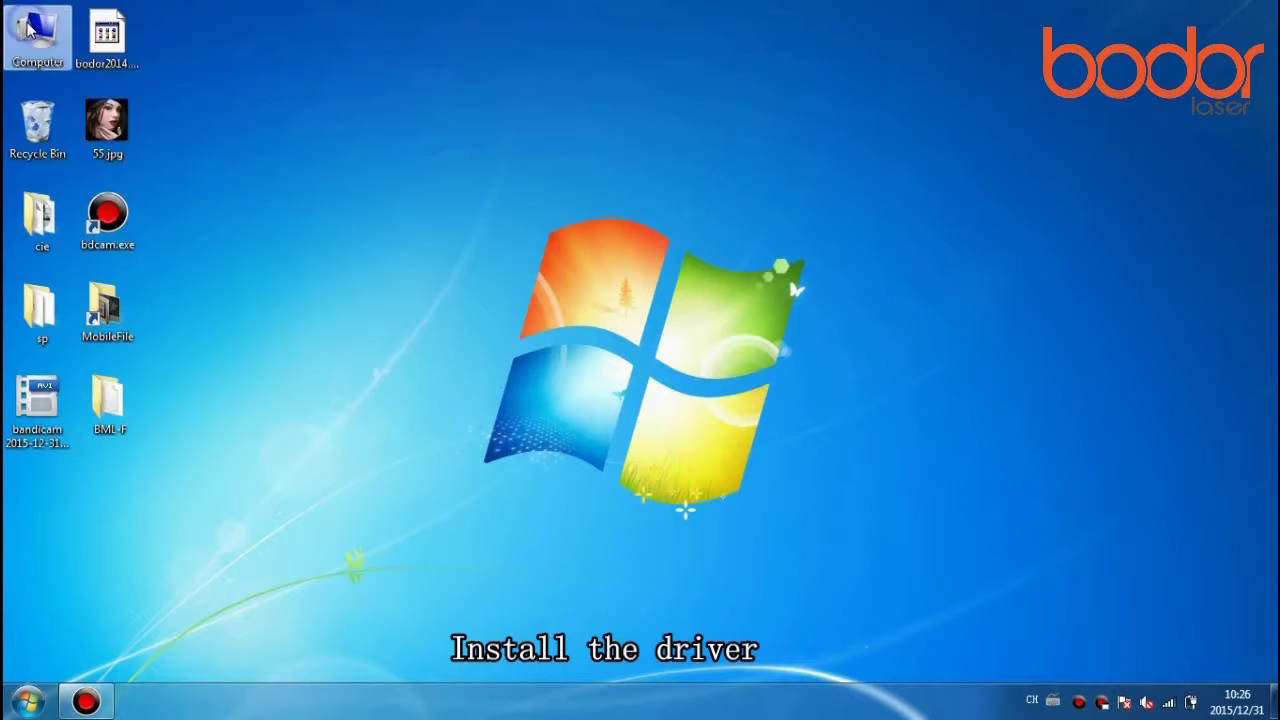 Computer
bodor2014....
bodor
laser
Recycle Bin
55.jpg
cie
bdcam.exe
sp
MobileFile
AVI
bandicam
2015-12-31...
BML-F
Install the driver
CH
10:26
2015/12/31